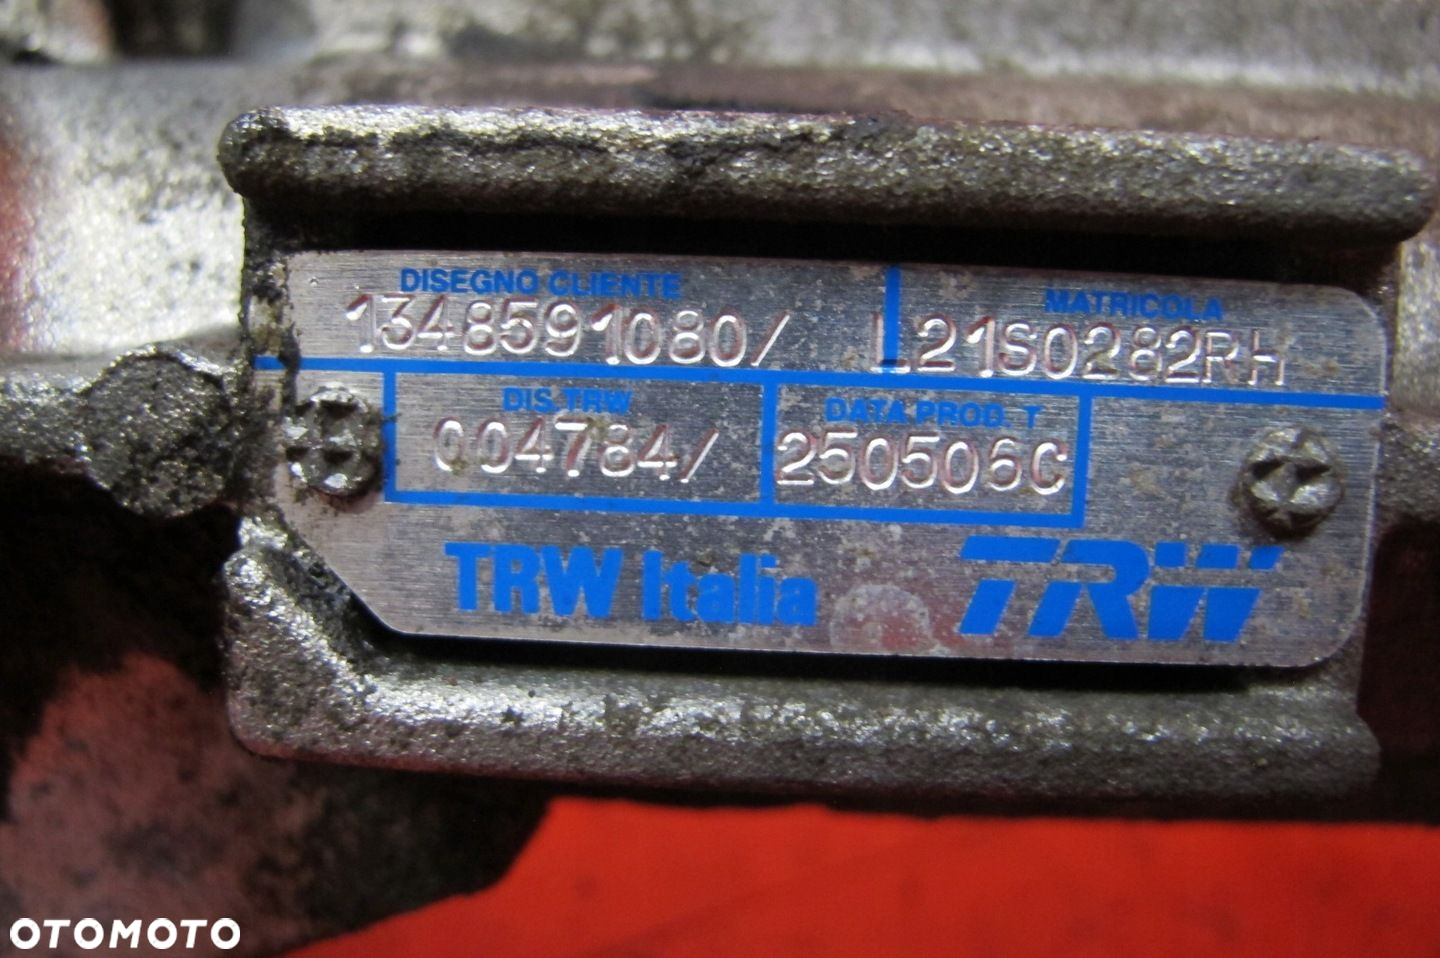 DISEGNO CLIENTE
MATRICOLA
1348591080/
L21S0282RH
DIS.TRW
DATA PROD. T
004784/
250506C
TRW Italia
TRW
OTOMOTO